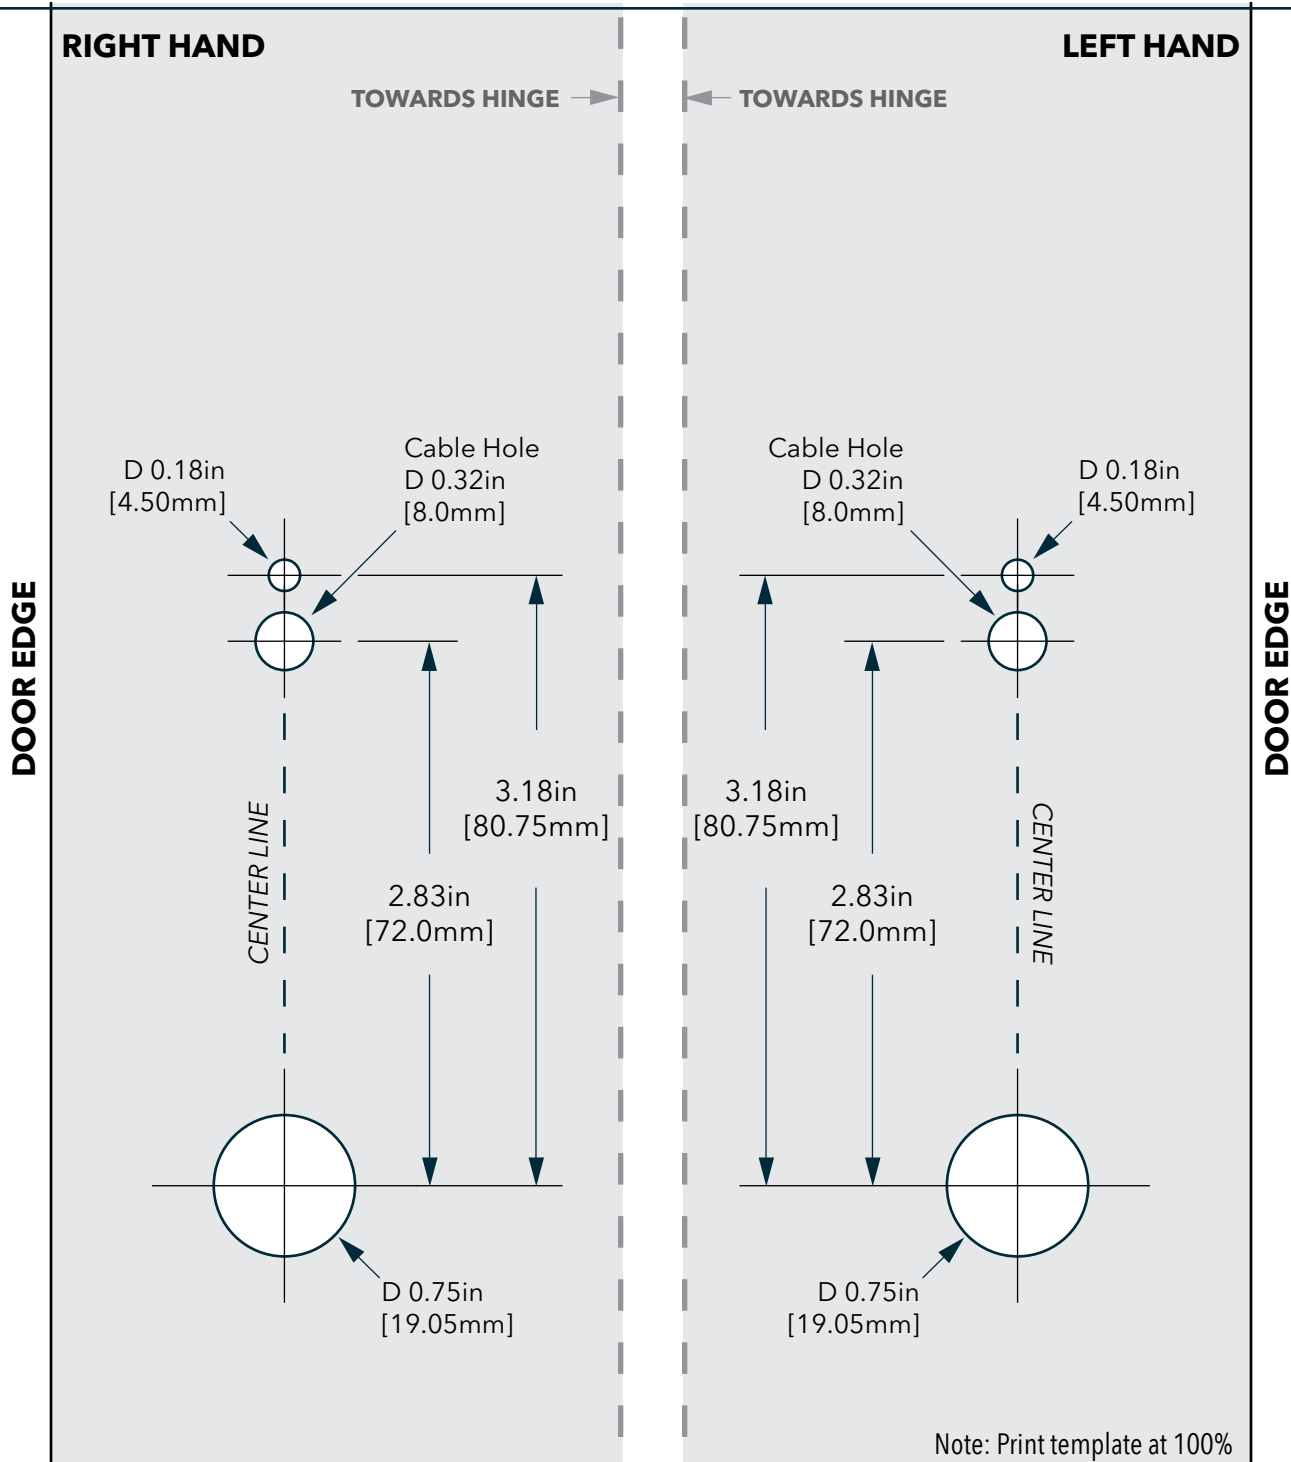 RIGHT HAND
LEFT HAND
TOWARDS HINGE
TOWARDS HINGE
Cable Hole
D 0.32in
[8.0mm]
D 0.18in
[4.50mm]
Cable Hole
D 0.32in
[8.0mm]
D 0.18in
[4.50mm]
DOOR EDGE
DOOR EDGE
3.18in
[80.75mm]
3.18in
[80.75mm]
CENTER LINE
2.83in
[72.0mm]
2.83in
[72.0mm]
CENTER LINE
D 0.75in
[19.05mm]
D 0.75in
[19.05mm]
Note: Print template at 100%